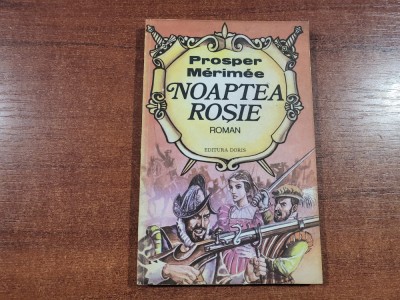 Prosper
Mérimée
NOAPTEA
ROȘIE
ROMAN
EDITURA DORIS